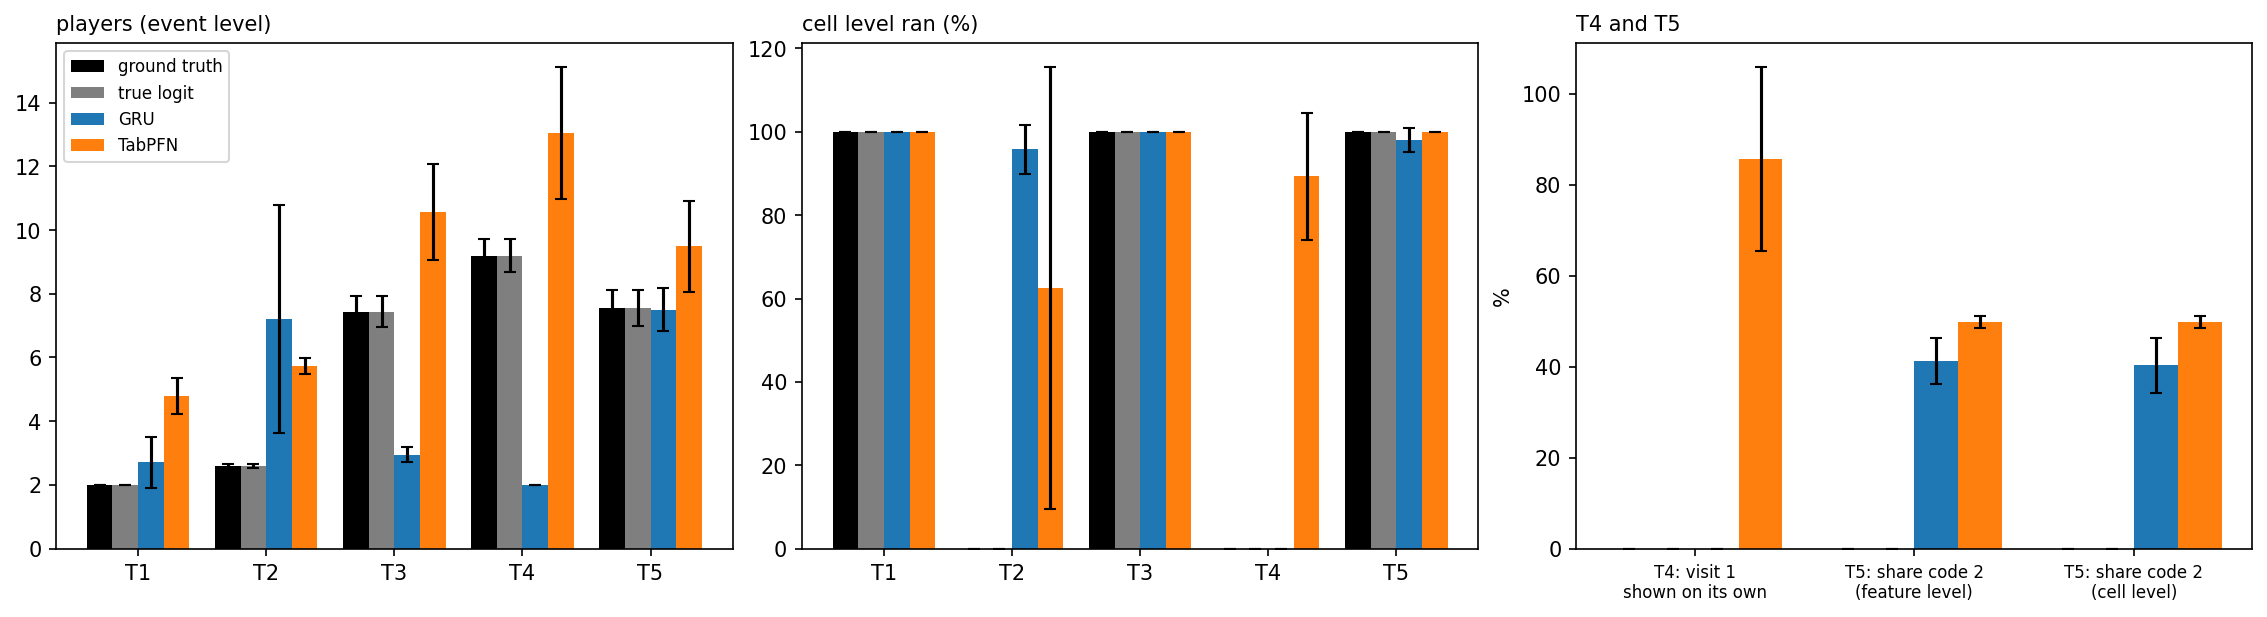 players (event level)
ground truth
true logit
GRU
TabPFN
14
12
10
8
6
4
2
0
T1
T2
T3
T4
T5
cell level ran (%)
120
100
80
60
40
20
0
T1
T2
T3
T4
T5
T4 and T5
%
100
80
60
40
20
0
T4: visit 1
shown on its own
T5: share code 2
(feature level)
T5: share code 2
(cell level)